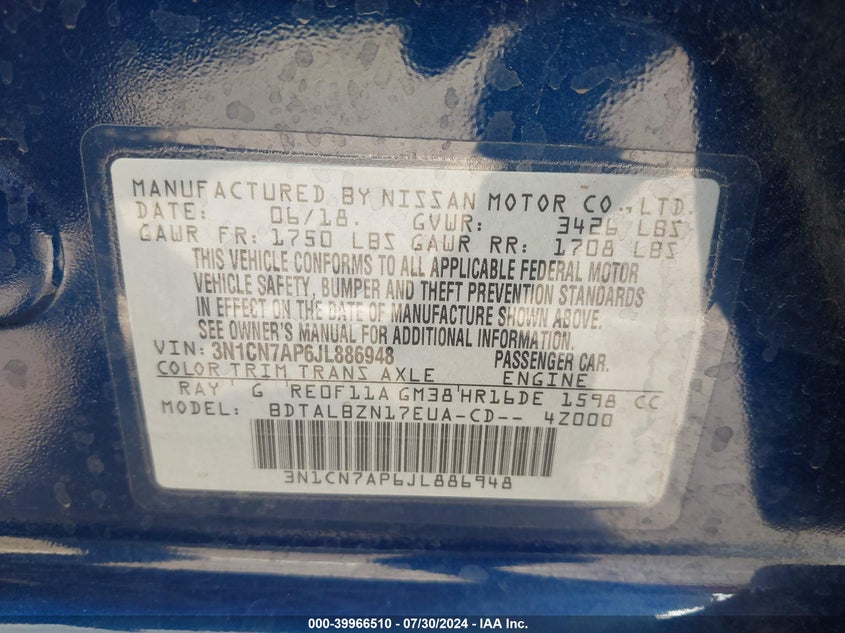 MANUFACTURED BY NISSAN MOTOR CO., LTD.
DATE: 06/18. GVWR: 3426 LBS
GAWR FR: 1750 LBS GAWR RR: 1708 LBS
THIS VEHICLE CONFORMS TO ALL APPLICABLE FEDERAL MOTOR
VEHICLE SAFETY, BUMPER AND THEFT PREVENTION STANDARDS
IN EFFECT ON THE DATE OF MANUFACTURE SHOWN ABOVE.
SEE OWNER'S MANUAL FOR ADDITIONAL INFORMATION.
VIN: 3N1CN7AP6JL886948 PASSENGER CAR.
COLOR TRIM TRANS AXLE ENGINE
RAY G RE0F11A GM38 HR16DE 1598 CC
MODEL: BDTALBZN17EUA-CD-- 4Z000
3N1CN7AP6JL886948
000-39966510 / 07/30/2024 - IAA Inc.